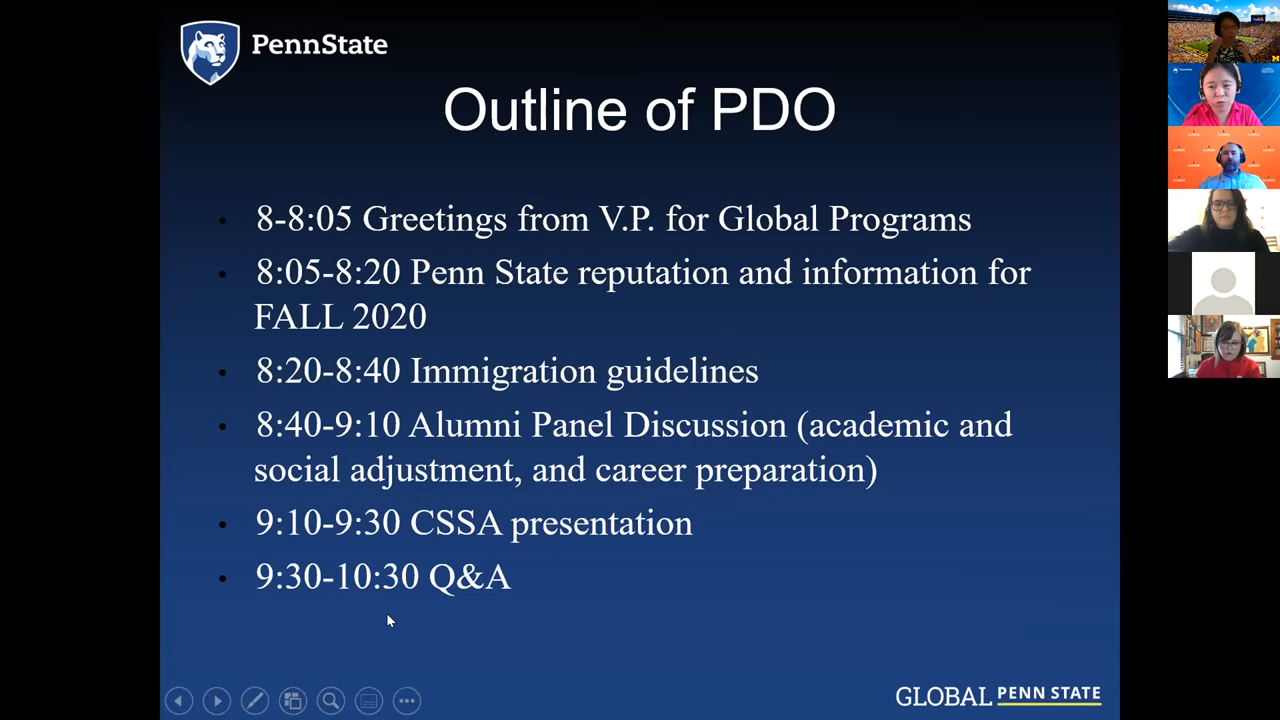 PennState
Outline of PDO
8-8:05 Greetings from V.P. for Global Programs
8:05-8:20 Penn State reputation and information for
FALL 2020
8:20-8:40 Immigration guidelines
8:40-9:10 Alumni Panel Discussion (academic and
social adjustment, and career preparation)
9:10-9:30 CSSA presentation
9:30-10:30 Q&A
GLOBAL PENN STATE